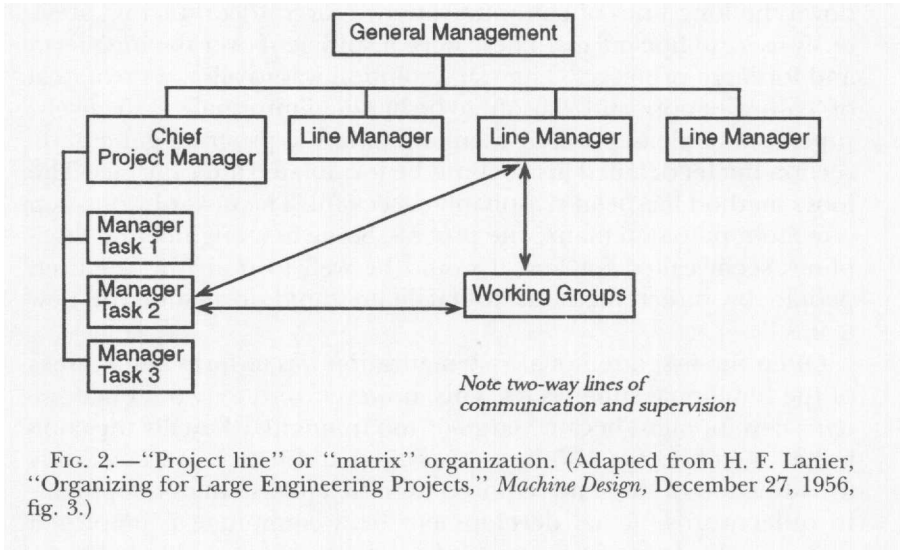 General Management
Chief
Project Manager
Line Manager
Line Manager
Line Manager
Manager
Task 1
Manager
Task 2
Working Groups
Manager
Task 3
Note two-way lines of
communication and supervision
FIG. 2.—“Project line” or “matrix” organization. (Adapted from H. F. Lanier,
“Organizing for Large Engineering Projects,” Machine Design, December 27, 1956,
fig. 3.)